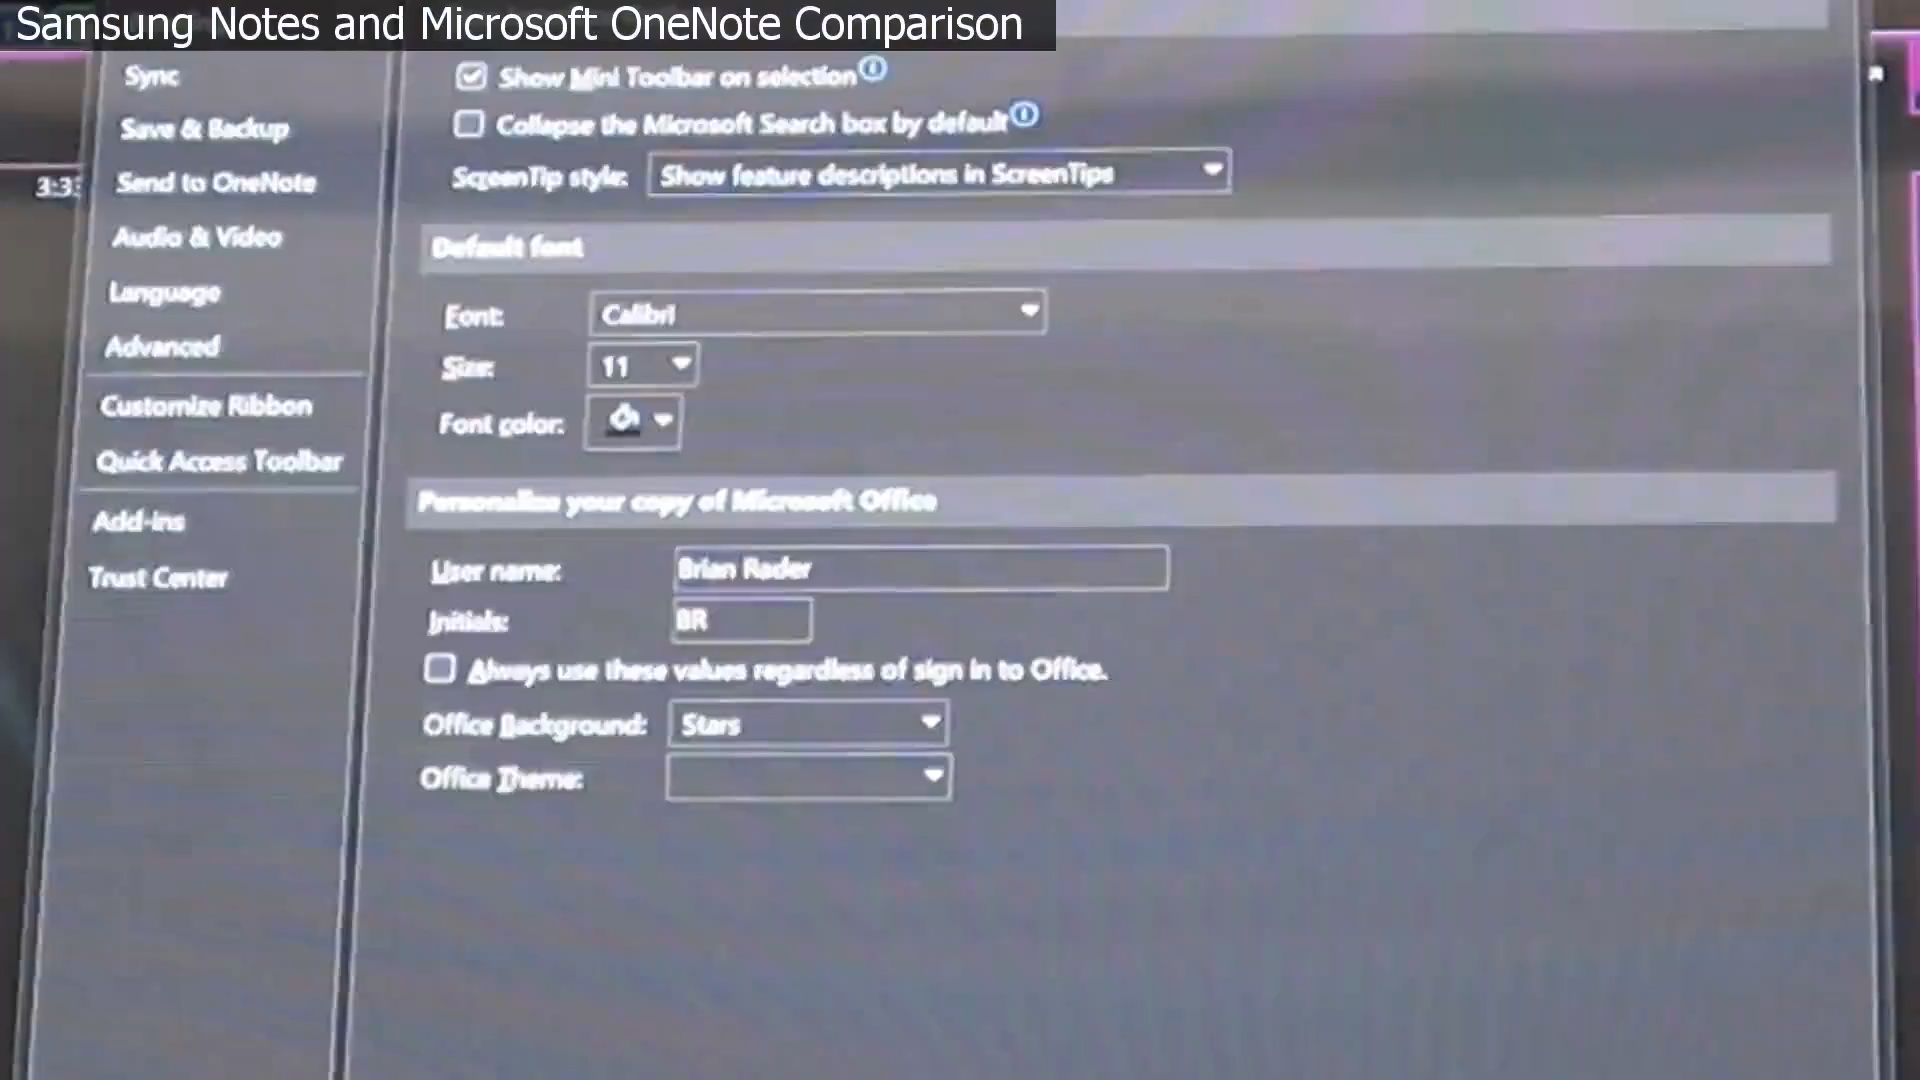 Samsung Notes and Microsoft OneNote Comparison
Sync
Save & Backup
Send to OneNote
Audio & Video
Language
Advanced
Customize Ribbon
Quick Access Toolbar
Add-ins
Trust Center
3:33
Show Mini Toolbar on selection
Collapse the Microsoft Search box by default
ScreenTip style: Show feature descriptions in ScreenTips
Default font
Font: Calibri
Size: 11
Font color:
Personalize your copy of Microsoft Office
User name: Brian Rader
Initials: BR
Always use these values regardless of sign in to Office.
Office Background: Stars
Office Theme: